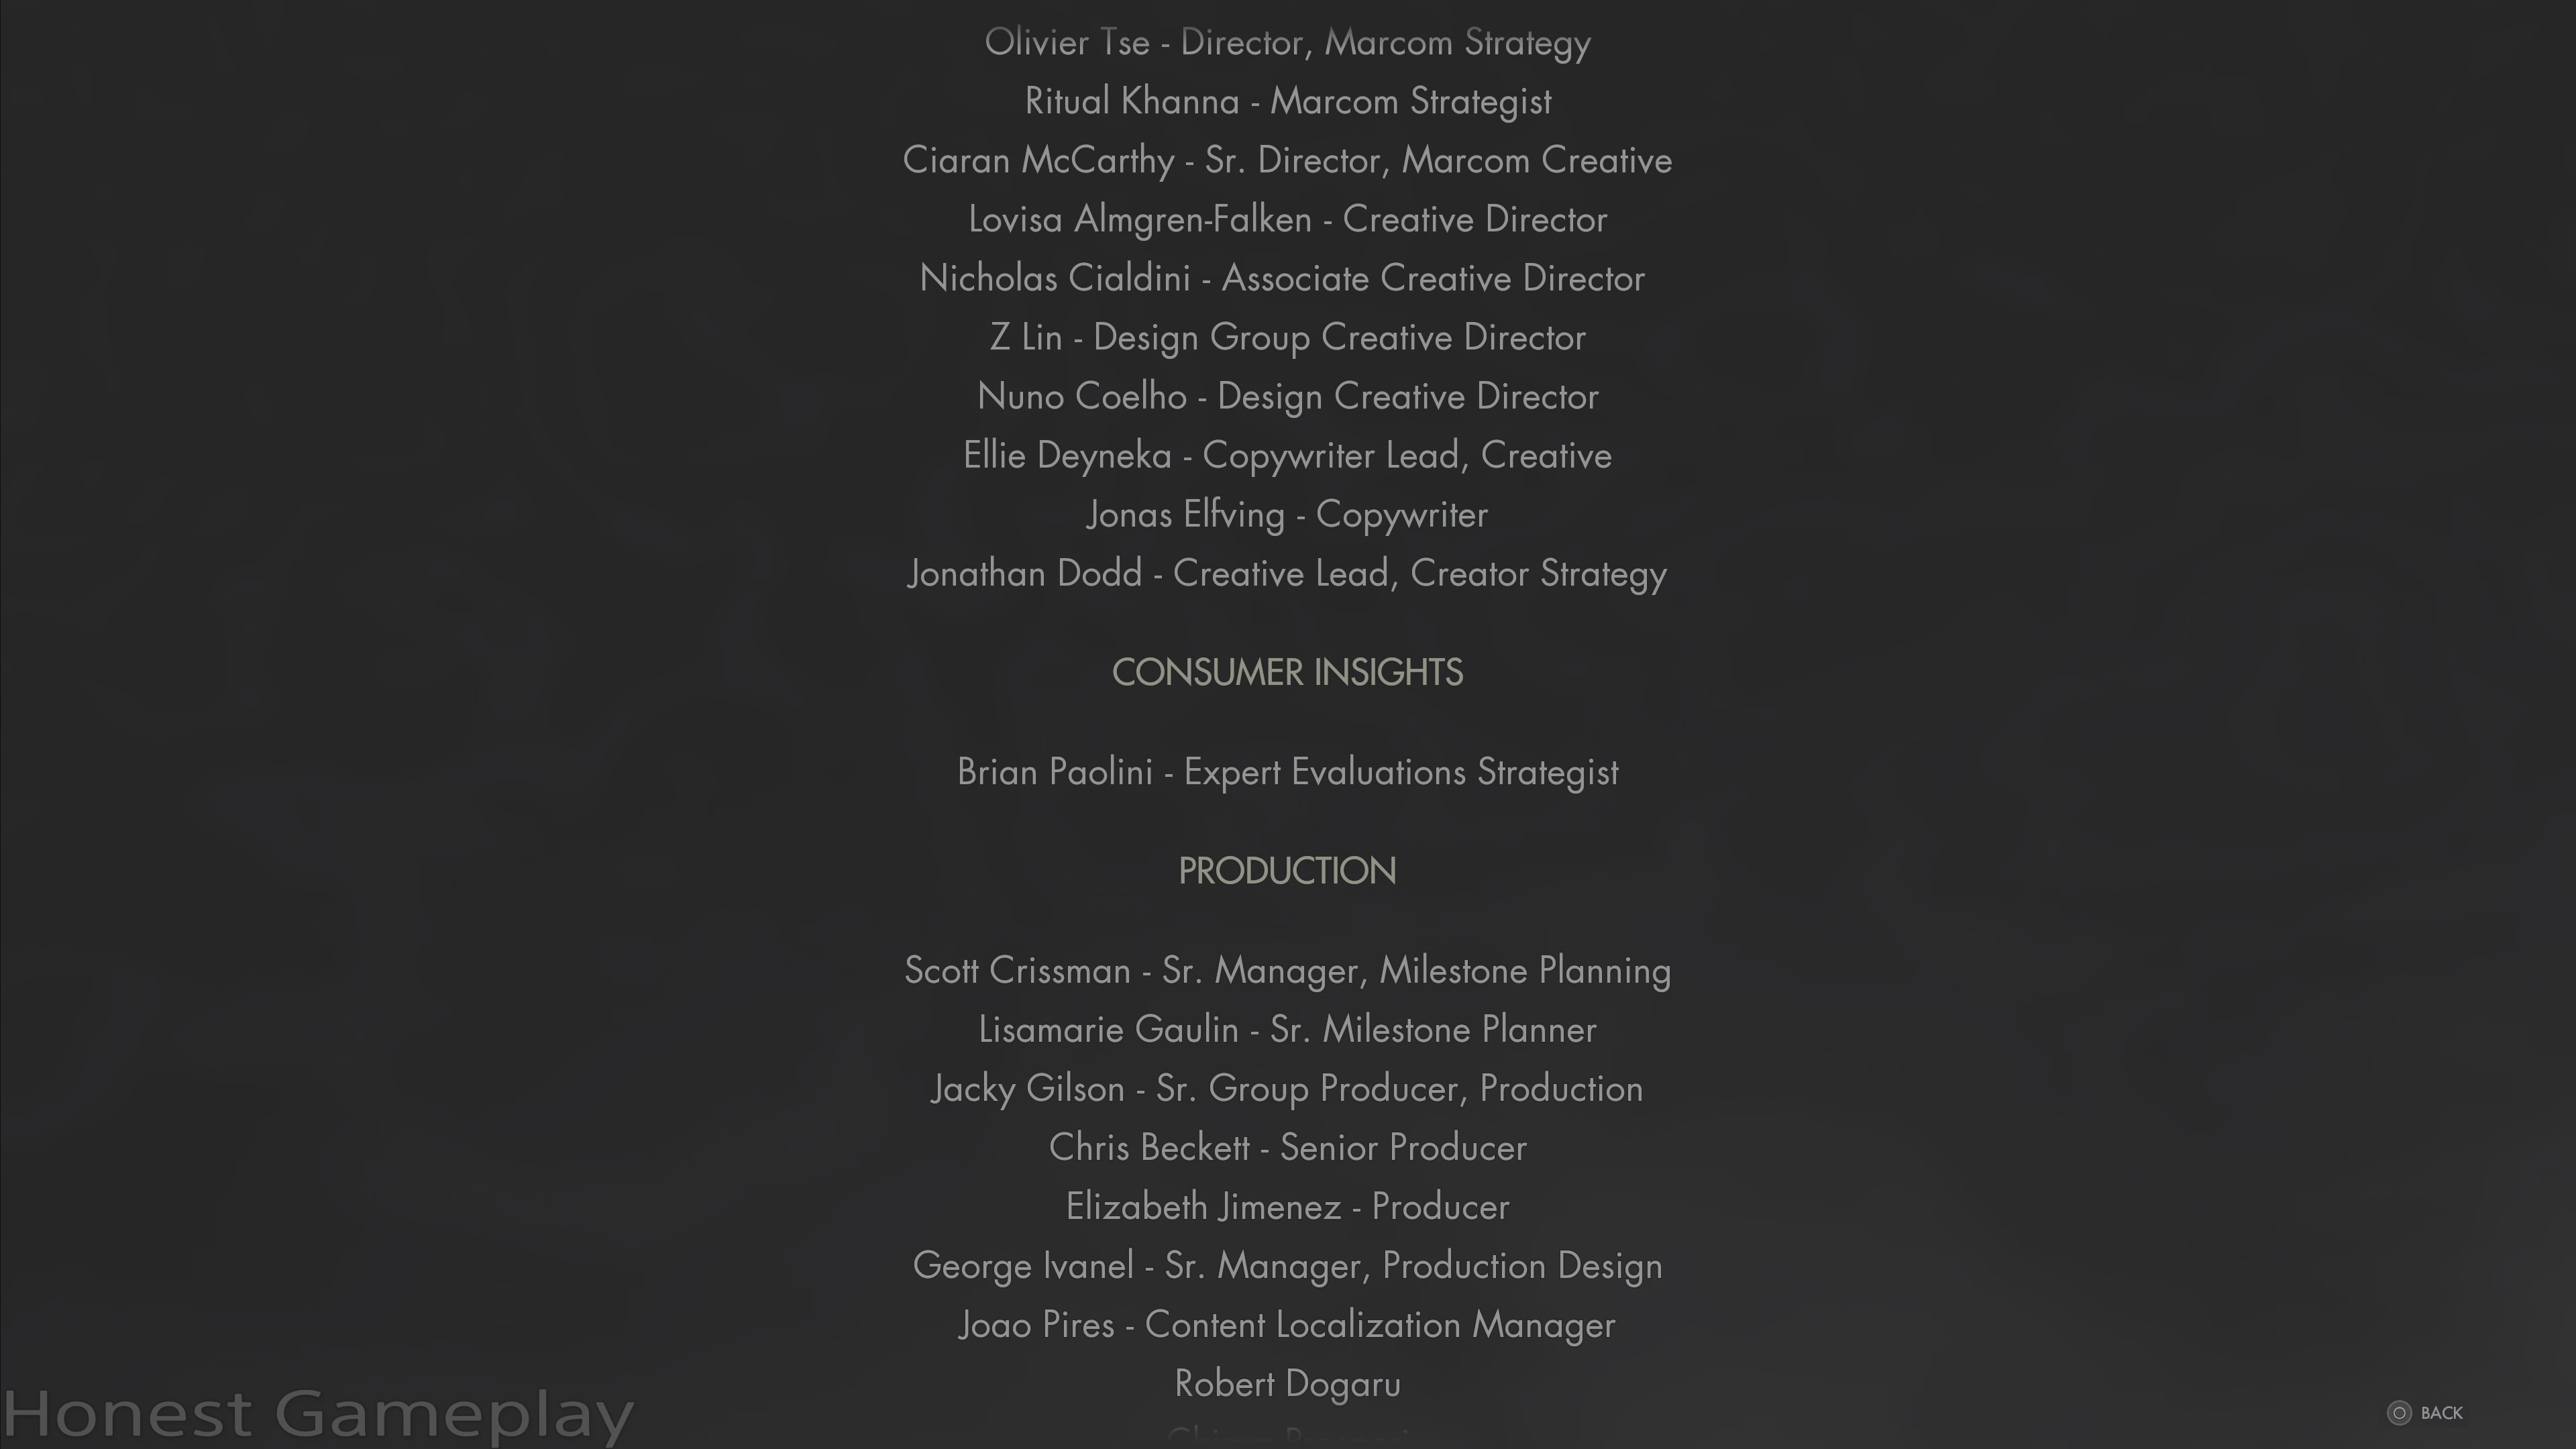 Olivier Tse - Director, Marcom Strategy
Ritual Khanna - Marcom Strategist
Ciaran McCarthy - Sr. Director, Marcom Creative
Lovisa Almgren-Falken - Creative Director
Nicholas Cialdini - Associate Creative Director
Z Lin - Design Group Creative Director
Nuno Coelho - Design Creative Director
Ellie Deyneka - Copywriter Lead, Creative
Jonas Elfving - Copywriter
Jonathan Dodd - Creative Lead, Creator Strategy
CONSUMER INSIGHTS
Brian Paolini - Expert Evaluations Strategist
PRODUCTION
Scott Crissman - Sr. Manager, Milestone Planning
Lisamarie Gaulin - Sr. Milestone Planner
Jacky Gilson - Sr. Group Producer, Production
Chris Beckett - Senior Producer
Elizabeth Jimenez - Producer
George Ivanel - Sr. Manager, Production Design
Joao Pires - Content Localization Manager
Robert Dogaru
Honest Gameplay
BACK